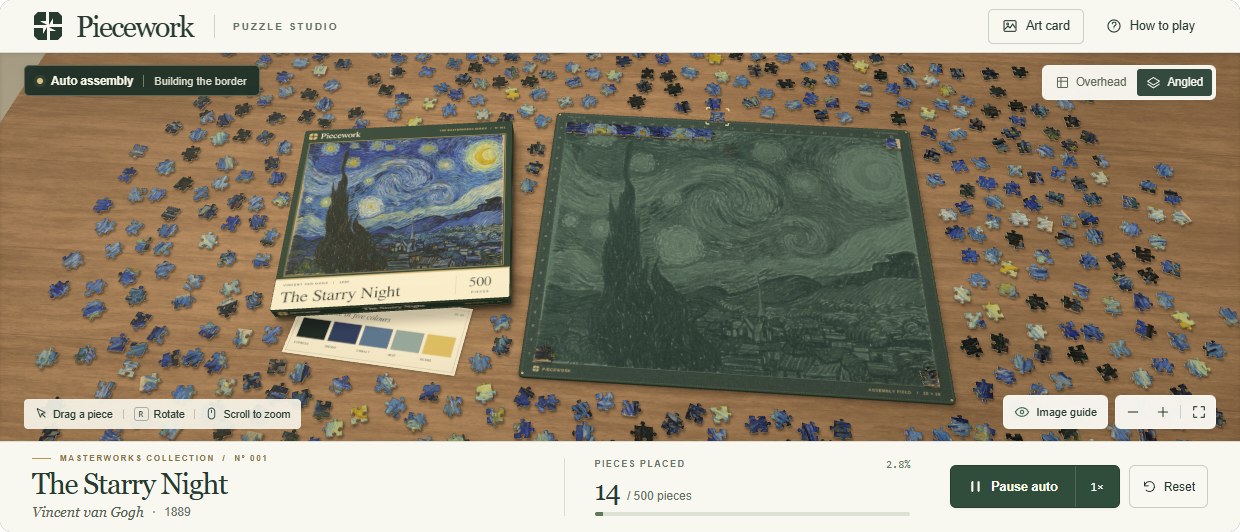 Piecework
PUZZLE STUDIO
Art card
How to play
Auto assembly
Building the border
Overhead
Angled
Piecework
The Starry Night
500
PIECES
PIECEWORK
Drag a piece
R Rotate
Scroll to zoom
Image guide
MASTERWORKS COLLECTION / Nº 001
The Starry Night
Vincent van Gogh · 1889
PIECES PLACED
2.8%
14 / 500 pieces
Pause auto
1×
Reset